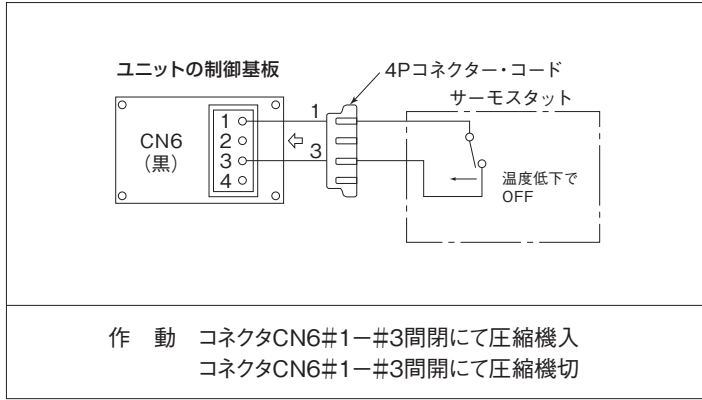 ユニットの制御基板
4Pコネクター・コード
サーモスタット
CN6
（黒）
1
2
3
4
1
3
温度低下で
OFF
作　動　コネクタCN6#1－#3間閉にて圧縮機入
コネクタCN6#1－#3間開にて圧縮機切